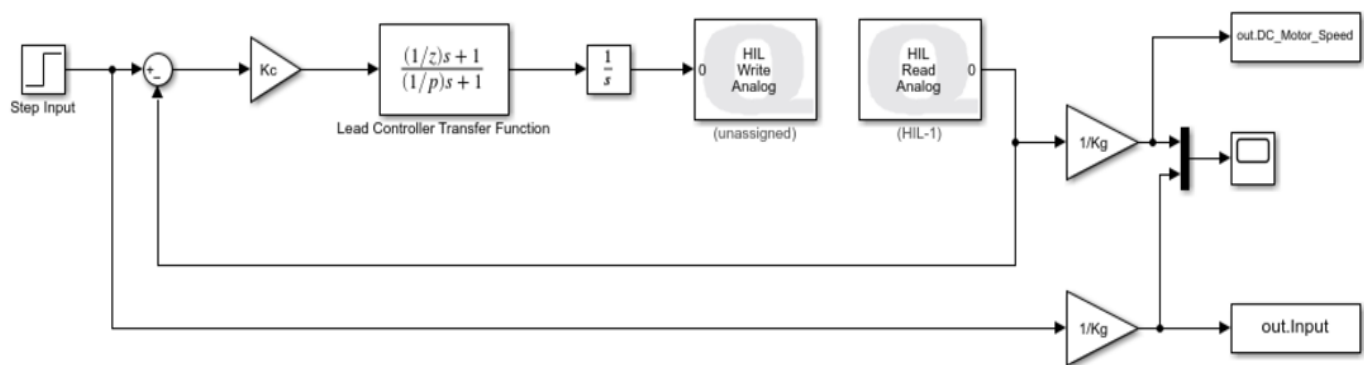 Step Input
+
−
Kc
(1/z)s + 1
(1/p)s + 1
Lead Controller Transfer Function
1
s
0
HIL
Write
Analog
(unassigned)
HIL
Read
Analog
0
(HIL-1)
1/Kg
out.DC_Motor_Speed
1/Kg
out.Input